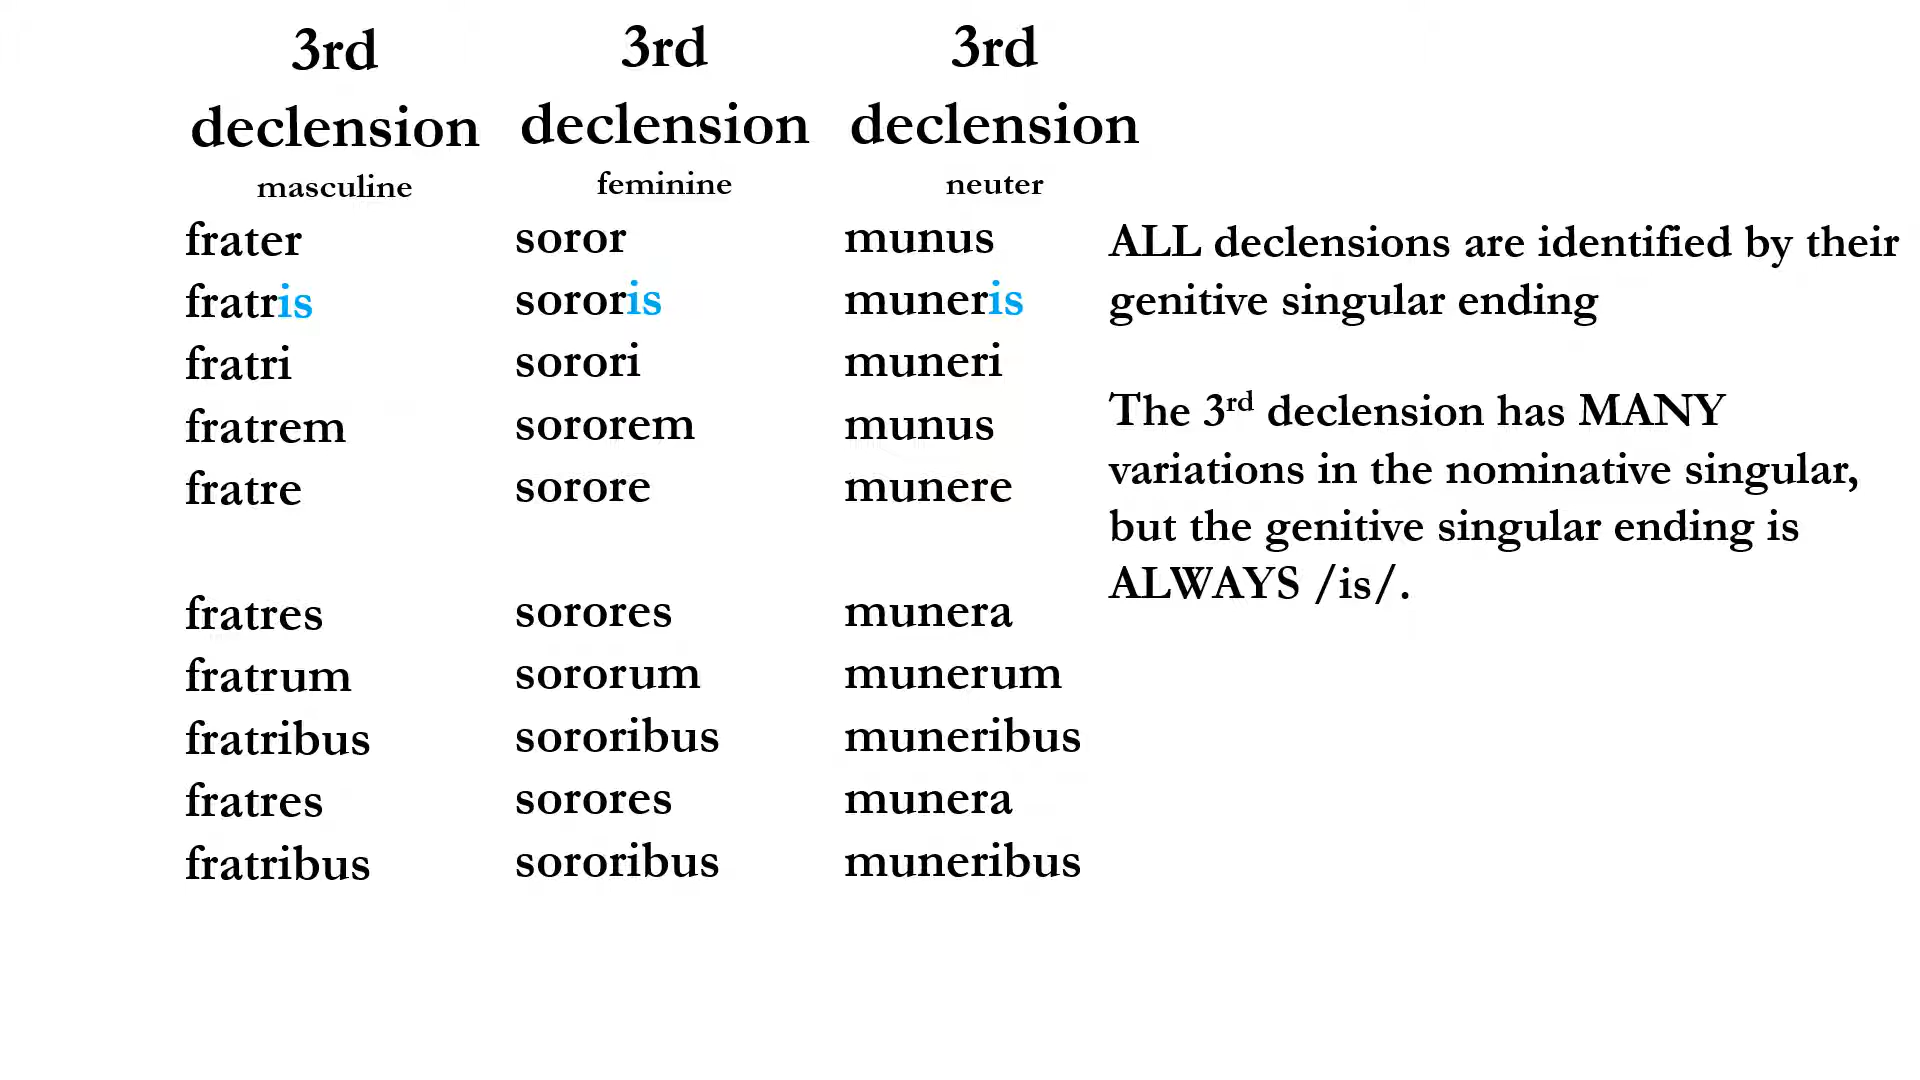 3rd
declension
masculine
frater
fratris
fratri
fratrem
fratre
fratres
fratrum
fratribus
fratres
fratribus
3rd
declension
feminine
soror
sororis
sorori
sororem
sorore
sorores
sororum
sororibus
sorores
sororibus
3rd
declension
neuter
munus
muneris
muneri
munus
munere
munera
munerum
muneribus
munera
muneribus
ALL declensions are identified by their
genitive singular ending
The 3rd declension has MANY
variations in the nominative singular,
but the genitive singular ending is
ALWAYS /is/.